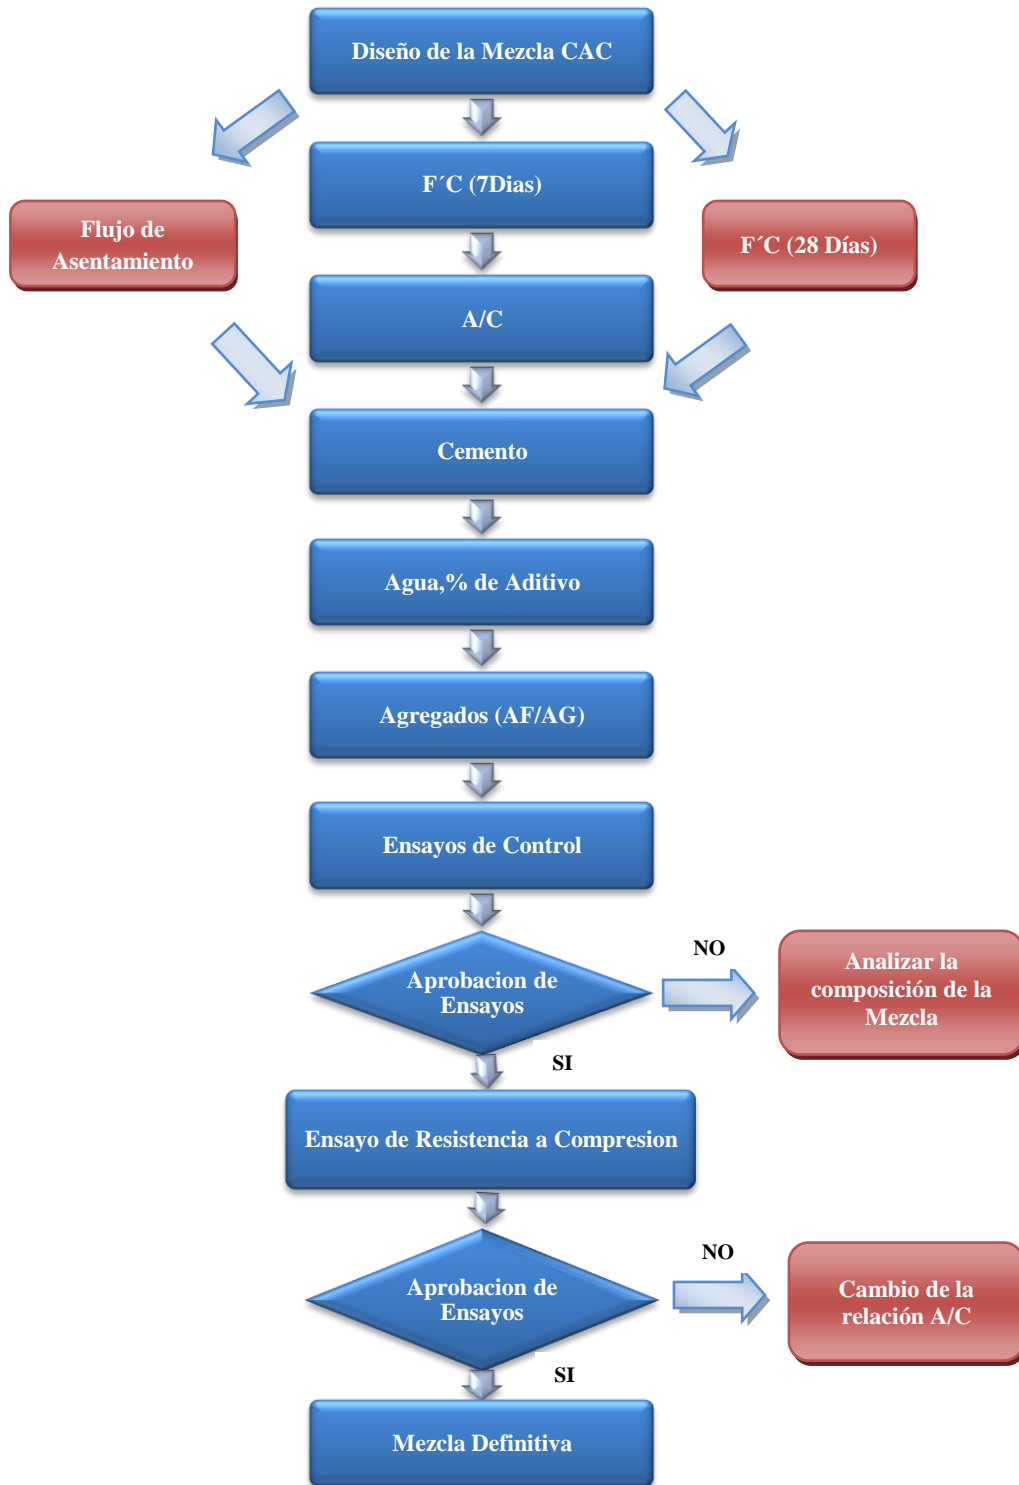 Diseño de la Mezcla CAC
F´C (7Dias)
Flujo de
Asentamiento
F´C (28 Días)
A/C
Cemento
Agua,% de Aditivo
Agregados (AF/AG)
Ensayos de Control
Aprobacion de
Ensayos
NO
Analizar la
composición de la
Mezcla
SI
Ensayo de Resistencia a Compresion
Aprobacion de
Ensayos
NO
Cambio de la
relación A/C
SI
Mezcla Definitiva